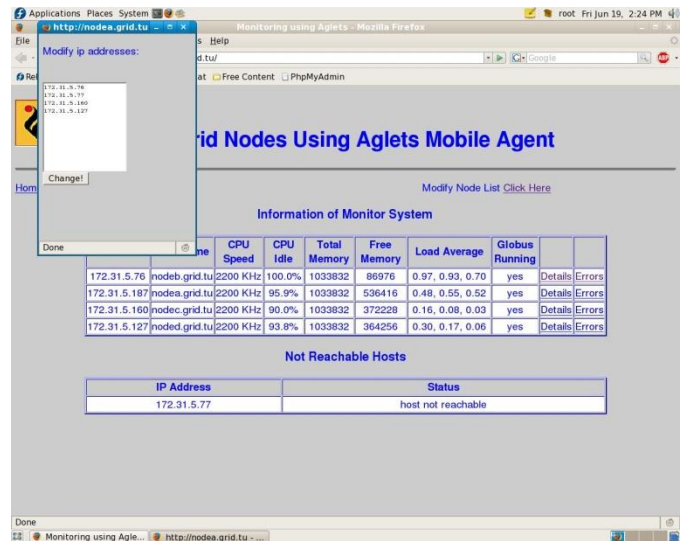 Applications Places System
root Fri Jun 19, 2:24 PM
Monitoring using Aglets - Mozilla Firefox
http://nodea.grid.tu
File
s Help
Modify ip addresses:
d.tu/
Google
ABP
at Free Content PhpMyAdmin
172.31.5.76
172.31.5.77
172.31.5.160
172.31.5.127
Change!
Done
rid Nodes Using Aglets Mobile Agent
Hom
Modify Node List Click Here
Information of Monitor System
me CPU Speed CPU Idle Total Memory Free Memory Load Average Globus Running
172.31.5.76 nodeb.grid.tu 2200 KHz 100.0% 1033832 86976 0.97, 0.93, 0.70 yes Details Errors
172.31.5.187 nodea.grid.tu 2200 KHz 95.9% 1033832 536416 0.48, 0.55, 0.52 yes Details Errors
172.31.5.160 nodec.grid.tu 2200 KHz 90.0% 1033832 372228 0.16, 0.08, 0.03 yes Details Errors
172.31.5.127 noded.grid.tu 2200 KHz 93.8% 1033832 364256 0.30, 0.17, 0.06 yes Details Errors
Not Reachable Hosts
IP Address Status
172.31.5.77 host not reachable
Done
Monitoring using Agle... http://nodea.grid.tu - ...